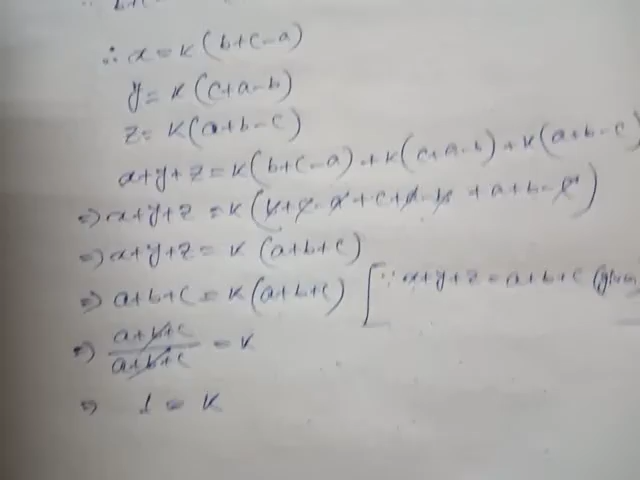 ∴ x = k(b+c-a)
y = k(c+a-b)
z = k(a+b-c)
x+y+z = k(b+c-a) + k(c+a-b) + k(a+b-c)
⇒ x+y+z = k(b+c-a+c+a-b+a+b-c)
⇒ x+y+z = k(a+b+c)
⇒ a+b+c = k(a+b+c) [∵ x+y+z = a+b+c (given
⇒ a+b+c/a+b+c = k
⇒ 1 = k